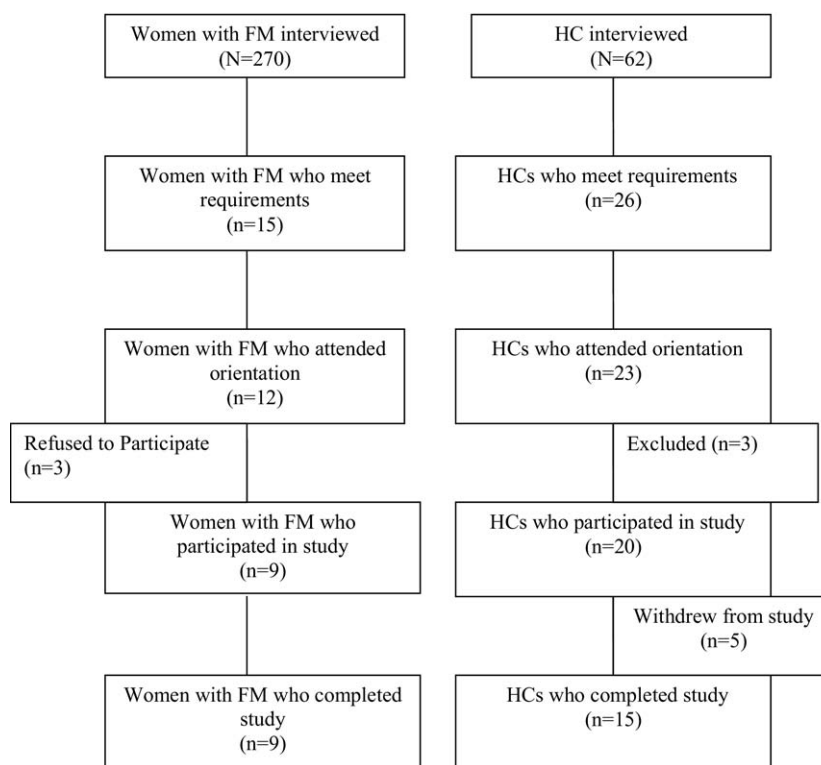 Women with FM interviewed
(N=270)
HC interviewed
(N=62)
Women with FM who meet
requirements
(n=15)
HCs who meet requirements
(n=26)
Women with FM who attended
orientation
(n=12)
HCs who attended orientation
(n=23)
Refused to Participate
(n=3)
Excluded (n=3)
Women with FM who
participated in study
(n=9)
HCs who participated in study
(n=20)
Withdrew from study
(n=5)
Women with FM who completed
study
(n=9)
HCs who completed study
(n=15)